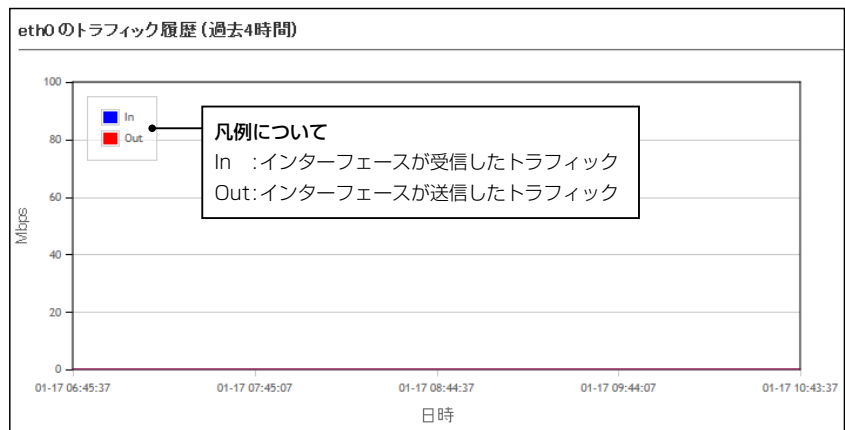 eth0のトラフィック履歴(過去4時間)
100
80
60
40
20
0
Mbps
In
Out
凡例について
In :インターフェースが受信したトラフィック
Out:インターフェースが送信したトラフィック
01-17 06:45:37
01-17 07:45:07
01-17 08:44:37
01-17 09:44:07
01-17 10:43:37
日時